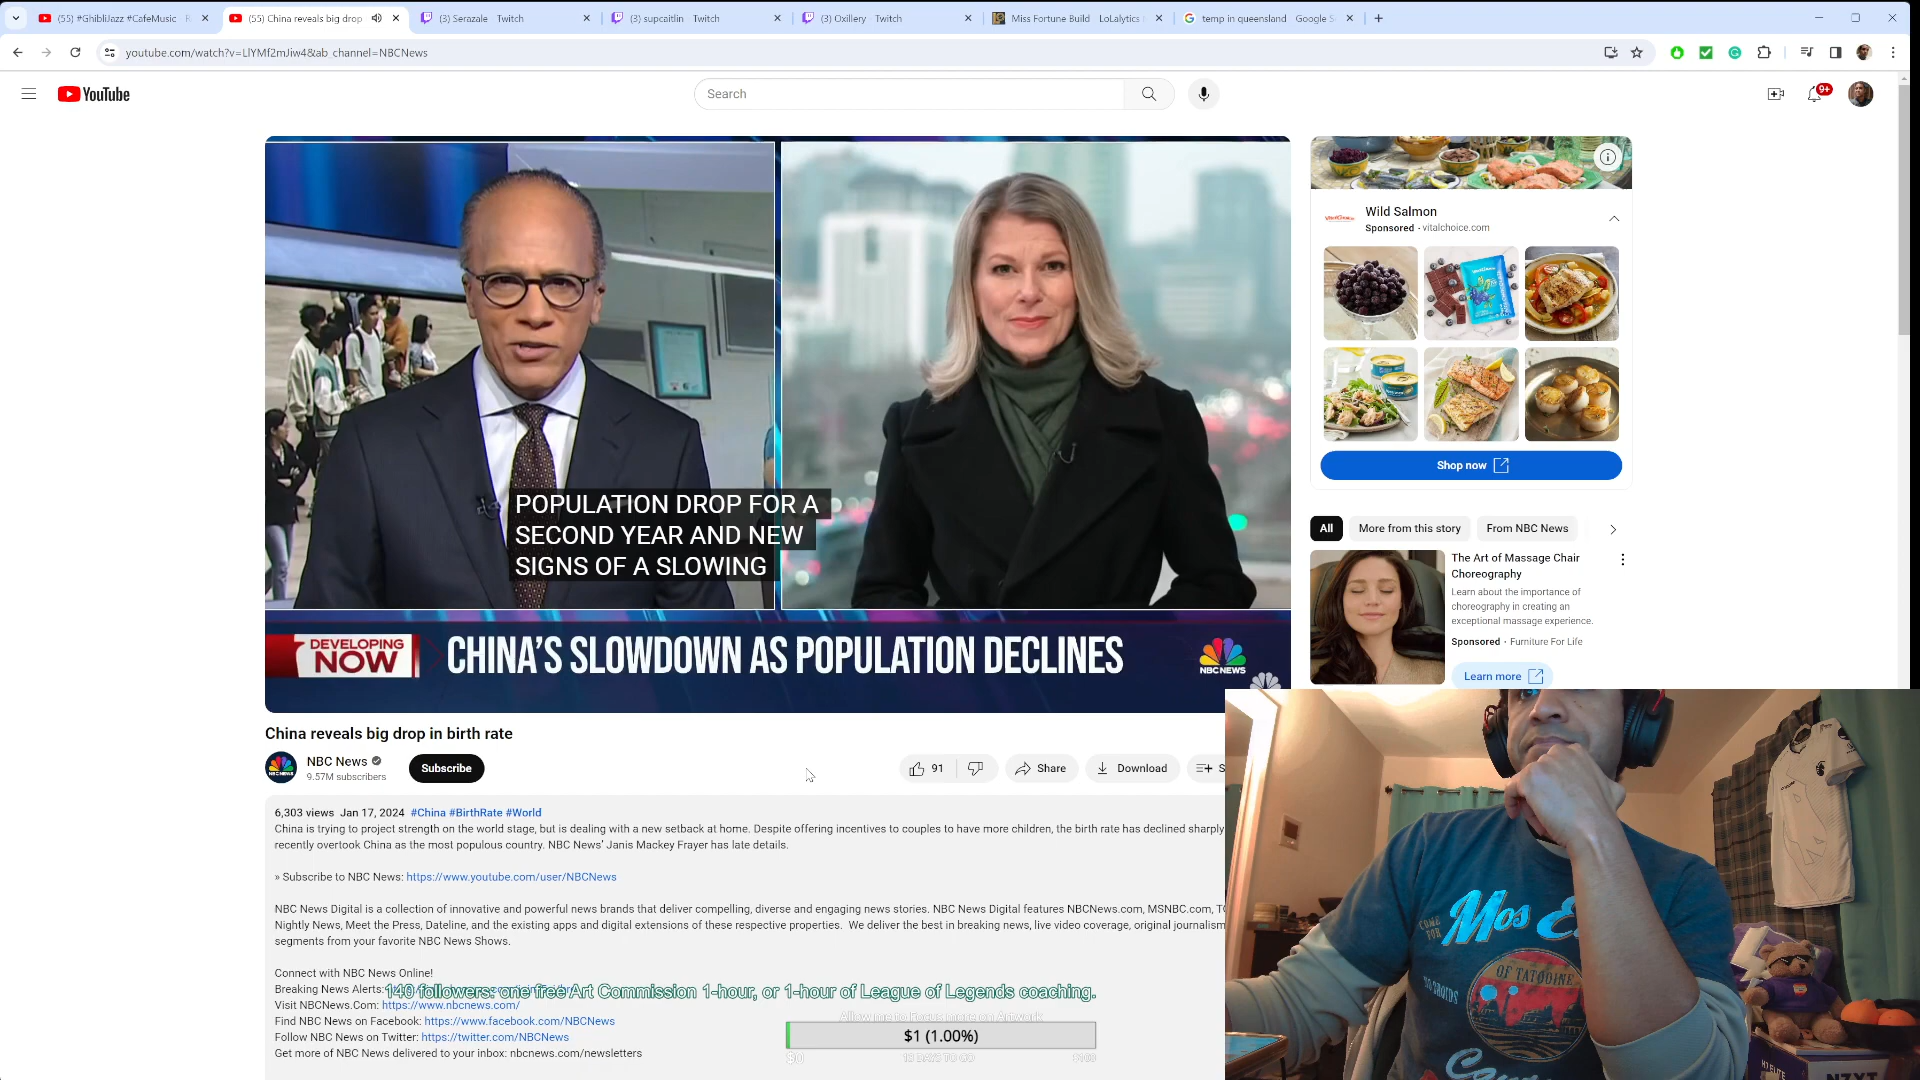 (55) #GhibliJazz #CafeMusic
(55) China reveals big drop
(3) Serazale Twitch
(3) supcaitlin Twitch
(3) Oxillery Twitch
Miss Fortune Build LoLalytics
temp in queensland Google S
youtube.com/watch?v=LlYMf2mJiw4&ab_channel=NBCNews
YouTube
Search
9+
POPULATION DROP FOR A
SECOND YEAR AND NEW
SIGNS OF A SLOWING
DEVELOPING
NOW
CHINA'S SLOWDOWN AS POPULATION DECLINES
NBC NEWS
Wild Salmon
Sponsored · vitalchoice.com
Shop now
All
More from this story
From NBC News
The Art of Massage Chair
Choreography
Learn about the importance of
choreography in creating an
exceptional massage experience.
Sponsored · Furniture For Life
Learn more
China reveals big drop in birth rate
NBC News
9.57M subscribers
Subscribe
91
Share
Download
S
6,303 views Jan 17, 2024 #China #BirthRate #World
China is trying to project strength on the world stage, but is dealing with a new setback at home. Despite offering incentives to couples to have more children, the birth rate has declined sharply
recently overtook China as the most populous country. NBC News' Janis Mackey Frayer has late details.
» Subscribe to NBC News: https://www.youtube.com/user/NBCNews
NBC News Digital is a collection of innovative and powerful news brands that deliver compelling, diverse and engaging news stories. NBC News Digital features NBCNews.com, MSNBC.com, TO
Nightly News, Meet the Press, Dateline, and the existing apps and digital extensions of these respective properties. We deliver the best in breaking news, live video coverage, original journalism
segments from your favorite NBC News Shows.
Connect with NBC News Online!
Breaking News Alerts:
140 followers: one free Art Commission 1-hour, or 1-hour of League of Legends coaching.
Visit NBCNews.Com: https://www.nbcnews.com/
Allow me to Focus more on Artwork
Find NBC News on Facebook: https://www.facebook.com/NBCNews
Follow NBC News on Twitter: https://twitter.com/NBCNews
$1 (1.00%)
Get more of NBC News delivered to your inbox: nbcnews.com/newsletters
$0
$100
COME
FOR
MOS E
OF TATOOINE
NZXT